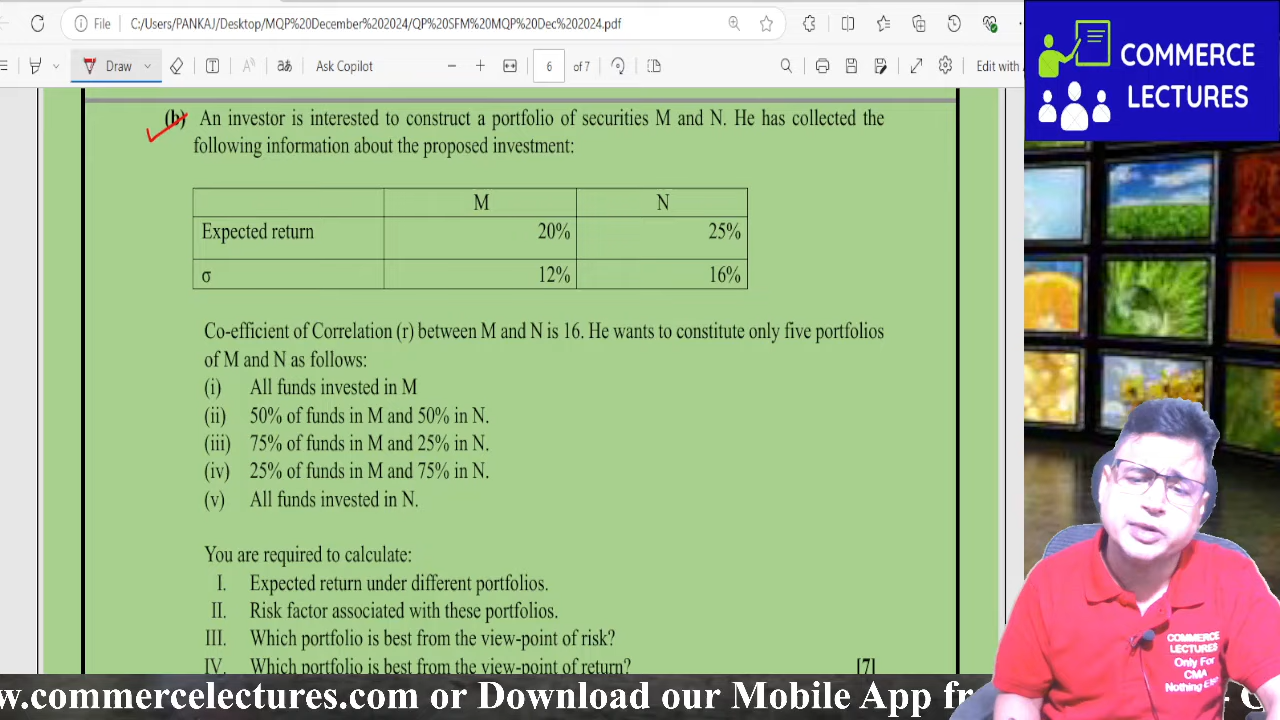 File C:/Users/PANKAJ/Desktop/MQP%20December%202024/QP%20SFM%20MQP%20Dec%202024.pdf
Draw
of 7
Ask Copilot
Edit with
COMMERCE
LECTURES
(b) An investor is interested to construct a portfolio of securities M and N. He has collected the
following information about the proposed investment:
M N
Expected return 20% 25%
σ 12% 16%
Co-efficient of Correlation (r) between M and N is 16. He wants to constitute only five portfolios
of M and N as follows:
(i) All funds invested in M
(ii) 50% of funds in M and 50% in N.
(iii) 75% of funds in M and 25% in N.
(iv) 25% of funds in M and 75% in N.
(v) All funds invested in N.
You are required to calculate:
I. Expected return under different portfolios.
II. Risk factor associated with these portfolios.
III. Which portfolio is best from the view-point of risk?
IV. Which portfolio is best from the view-point of return? [7]
COMMERCE
LECTURES
Only For
CMA
Nothing
w.commercelectures.com or Download our Mobile App